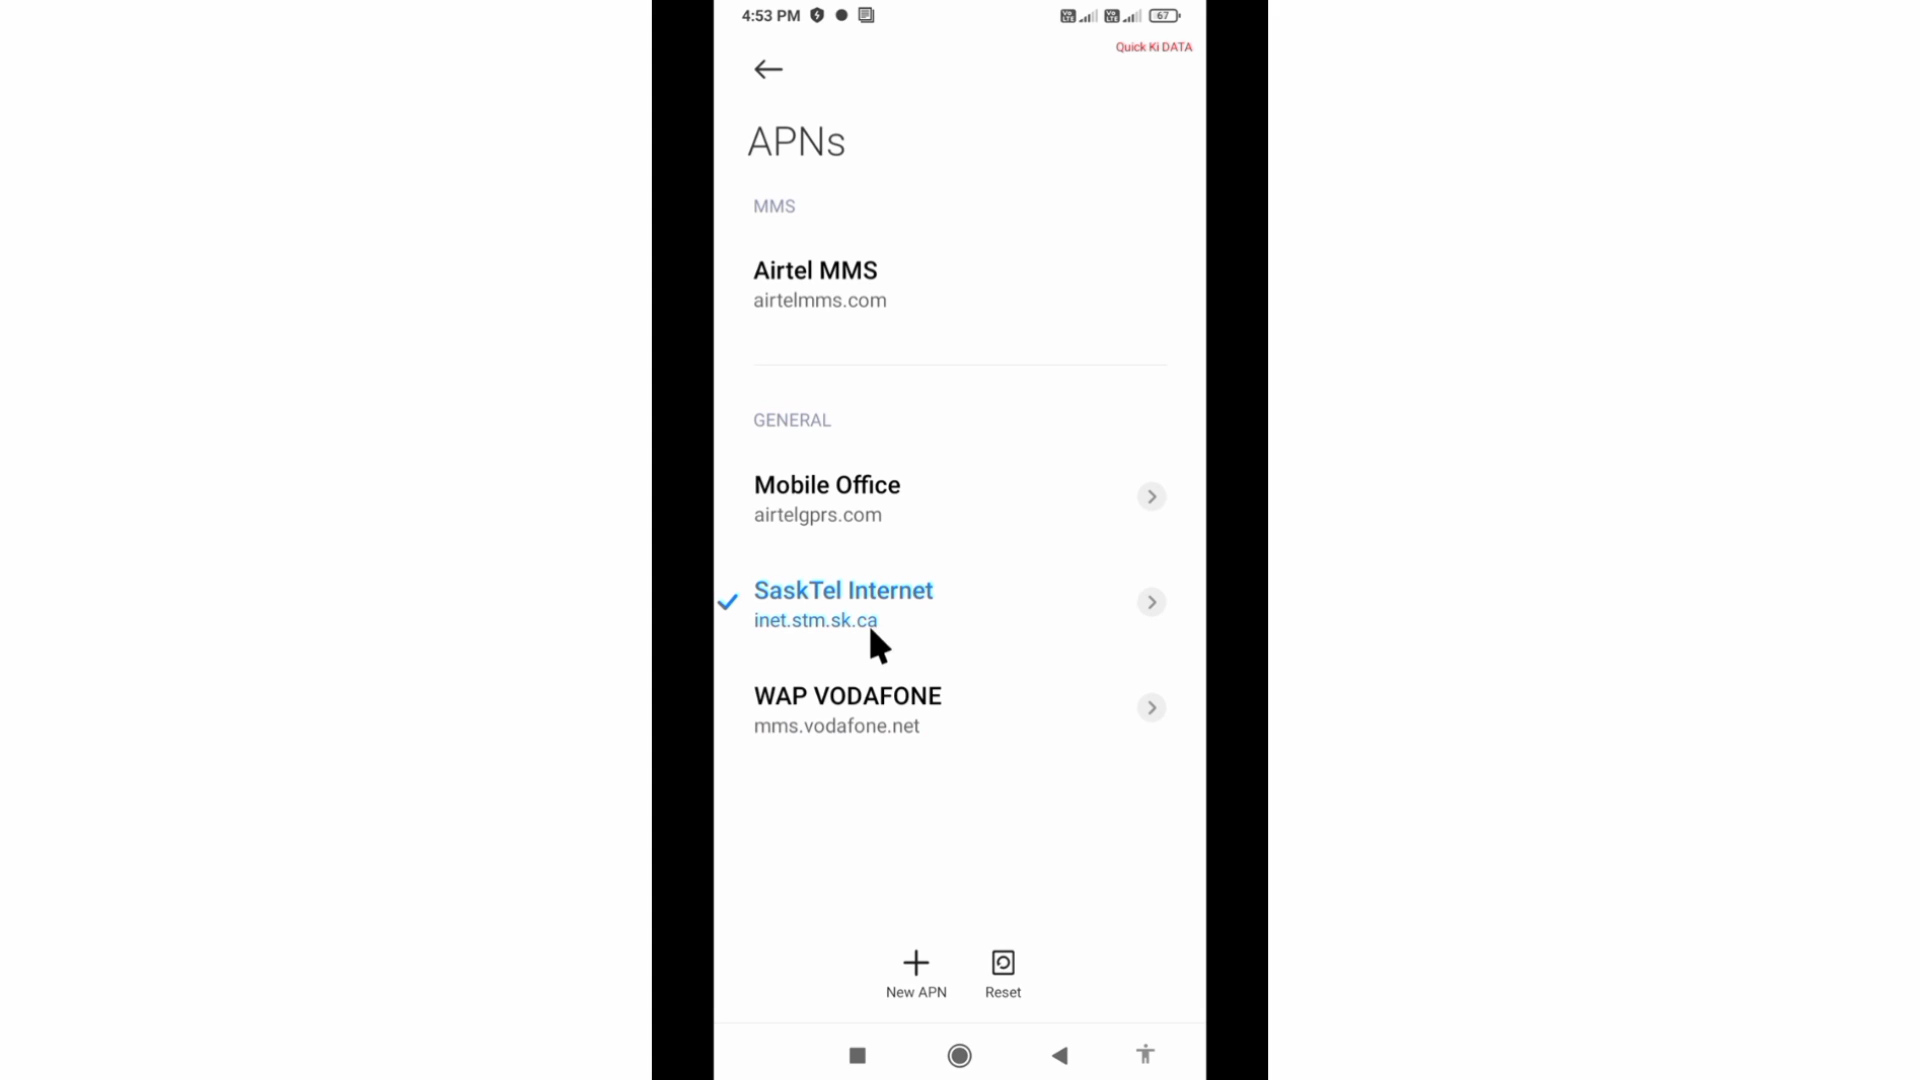 4:53 PM
67
Quick Ki DATA
APNs
MMS
Airtel MMS
airtelmms.com
GENERAL
Mobile Office
airtelgprs.com
SaskTel Internet
inet.stm.sk.ca
WAP VODAFONE
mms.vodafone.net
New APN
Reset